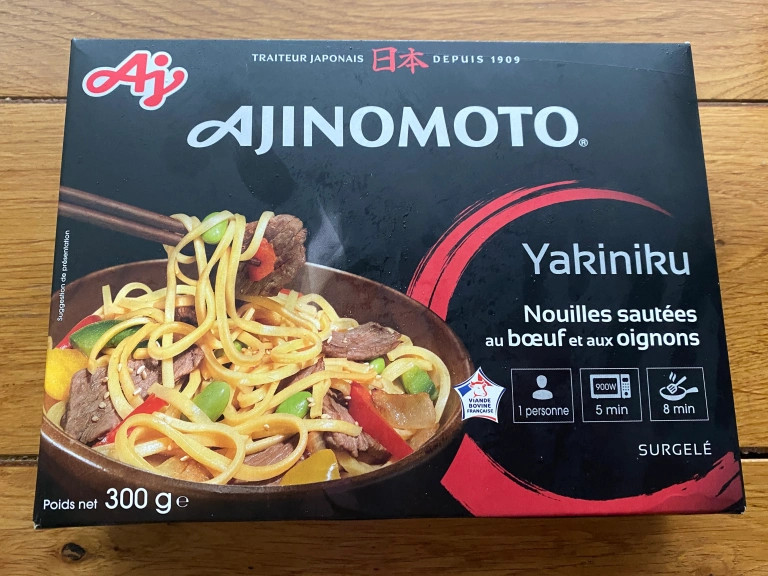 Aj
TRAITEUR JAPONAIS 日本 DEPUIS 1909
AJINOMOTO®
Yakiniku
Nouilles sautées
au bœuf et aux oignons
VIANDE
BOVINE
FRANÇAISE
1 personne
900W
5 min
8 min
SURGELÉ
Suggestion de présentation
Poids net 300 g e